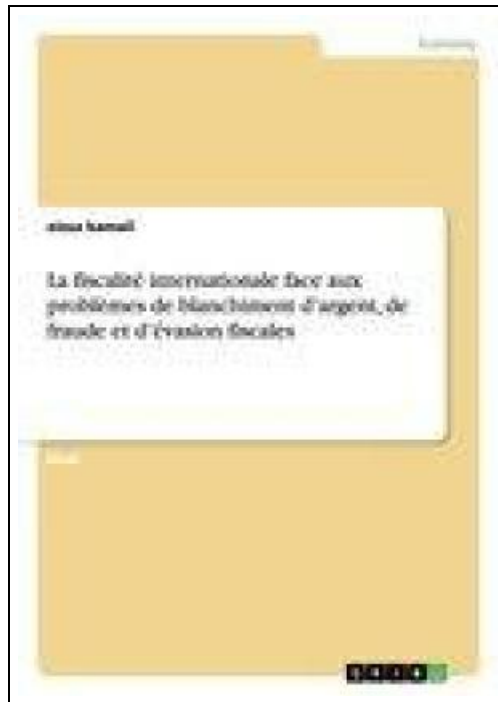 La fiscalité internationale face aux
problèmes de blanchiment d'argent, de
fraude et d'évasion fiscales